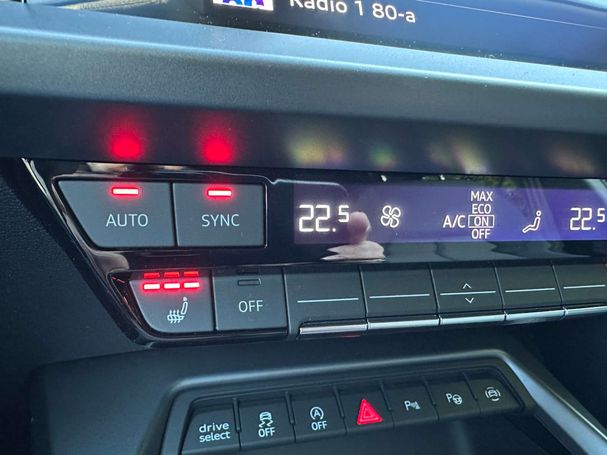 Radio 1 80-a
AUTO
SYNC
22.5
A/C
MAX
ECO
ON
OFF
22.5
OFF
drive select
OFF
A
OFF
P
P